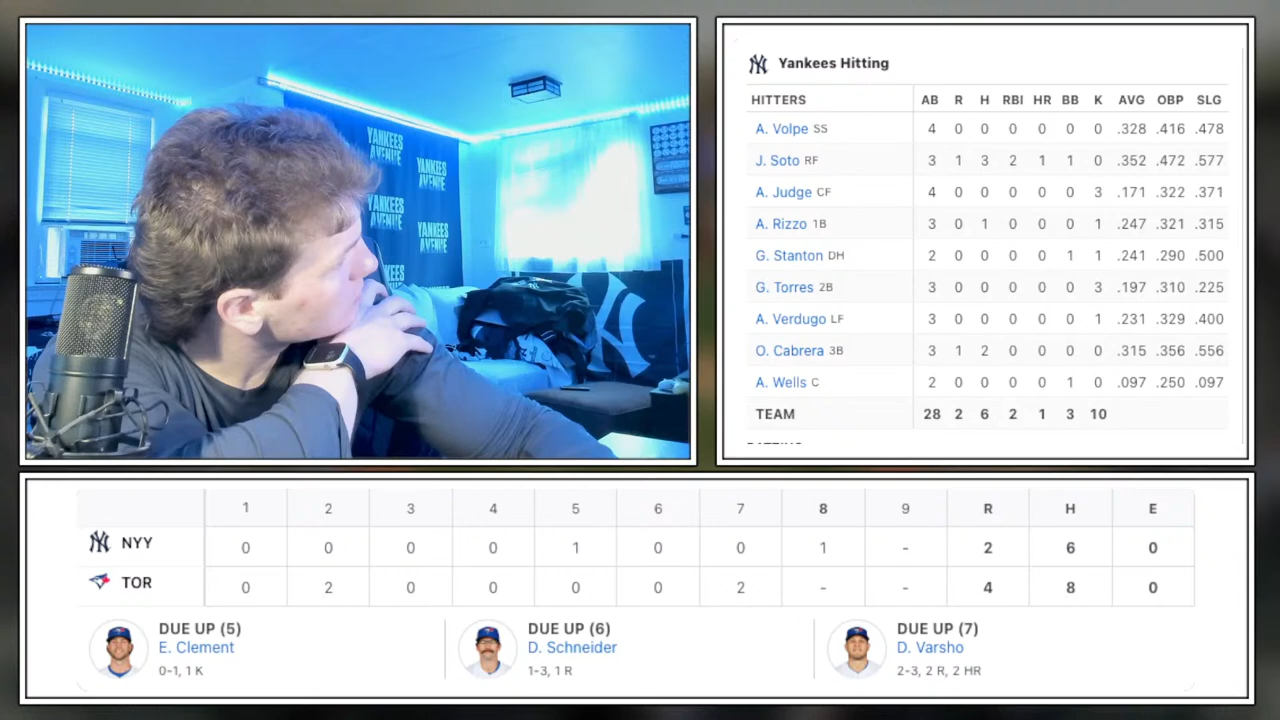 YANKEES AVENUE
YANKEES AVENUE
YANKEES AVENUE
YANKEES AVENUE
Yankees Hitting
HITTERS AB R H RBI HR BB K AVG OBP SLG
A. Volpe SS 4 0 0 0 0 0 0 .328 .416 .478
J. Soto RF 3 1 3 2 1 1 0 .352 .472 .577
A. Judge CF 4 0 0 0 0 0 3 .171 .322 .371
A. Rizzo 1B 3 0 1 0 0 0 1 .247 .321 .315
G. Stanton DH 2 0 0 0 0 1 1 .241 .290 .500
G. Torres 2B 3 0 0 0 0 0 3 .197 .310 .225
A. Verdugo LF 3 0 0 0 0 0 1 .231 .329 .400
O. Cabrera 3B 3 1 2 0 0 0 1 .315 .356 .556
A. Wells C 2 0 0 0 0 1 0 .097 .250 .097
TEAM 28 2 6 2 1 3 10
1 2 3 4 5 6 7 8 9 R H E
NYY 0 0 0 0 1 0 0 1 - 2 6 0
TOR 0 2 0 0 0 0 2 - - 4 8 0
DUE UP (5) DUE UP (6) DUE UP (7)
E. Clement D. Schneider D. Varsho
0-1, 1 K 1-3, 1 R 2-3, 2 R, 2 HR